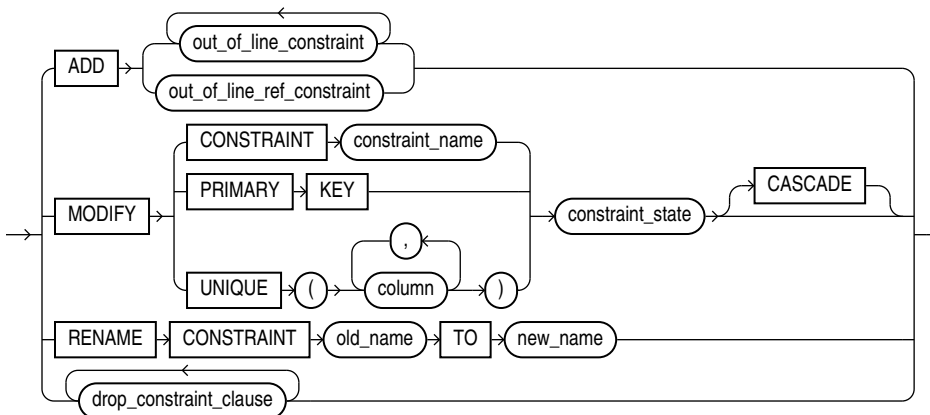 out_of_line_constraint
ADD
out_of_line_ref_constraint
CONSTRAINT constraint_name
PRIMARY KEY
CASCADE
MODIFY
constraint_state
,
UNIQUE ( column )
RENAME CONSTRAINT old_name TO new_name
drop_constraint_clause